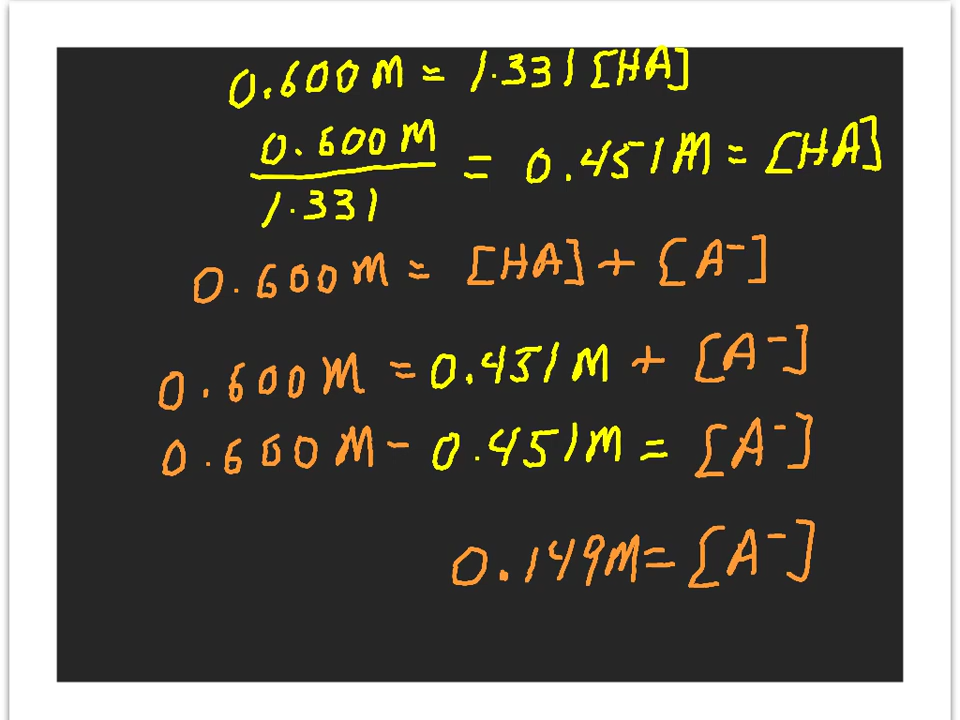 0.600 M = 1.331 [HA]
0.600 M / 1.331 = 0.451 M = [HA]
0.600 M = [HA] + [A⁻]
0.600 M = 0.451 M + [A⁻]
0.600 M - 0.451 M = [A⁻]
0.149 M = [A⁻]